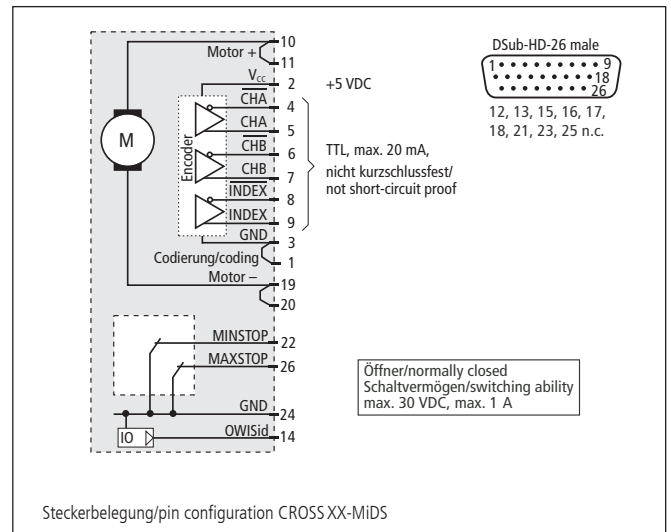 Motor +
10
11
V_CC 2 +5 VDC
C̅H̅A̅ 4
CHA 5
C̅H̅B̅ 6
CHB 7
I̅N̅D̅E̅X̅ 8
INDEX 9
GND 3
Codierung/coding 1
Motor – 19
20
M
Encoder
TTL, max. 20 mA,
nicht kurzschlussfest/
not short-circuit proof
DSub-HD-26 male
1 9
18
26
12, 13, 15, 16, 17,
18, 21, 23, 25 n.c.
MINSTOP 22
MAXSTOP 26
GND 24
IO OWISid 14
Öffner/normally closed
Schaltvermögen/switching ability
max. 30 VDC, max. 1 A
Steckerbelegung/pin configuration CROSS XX-MiDS